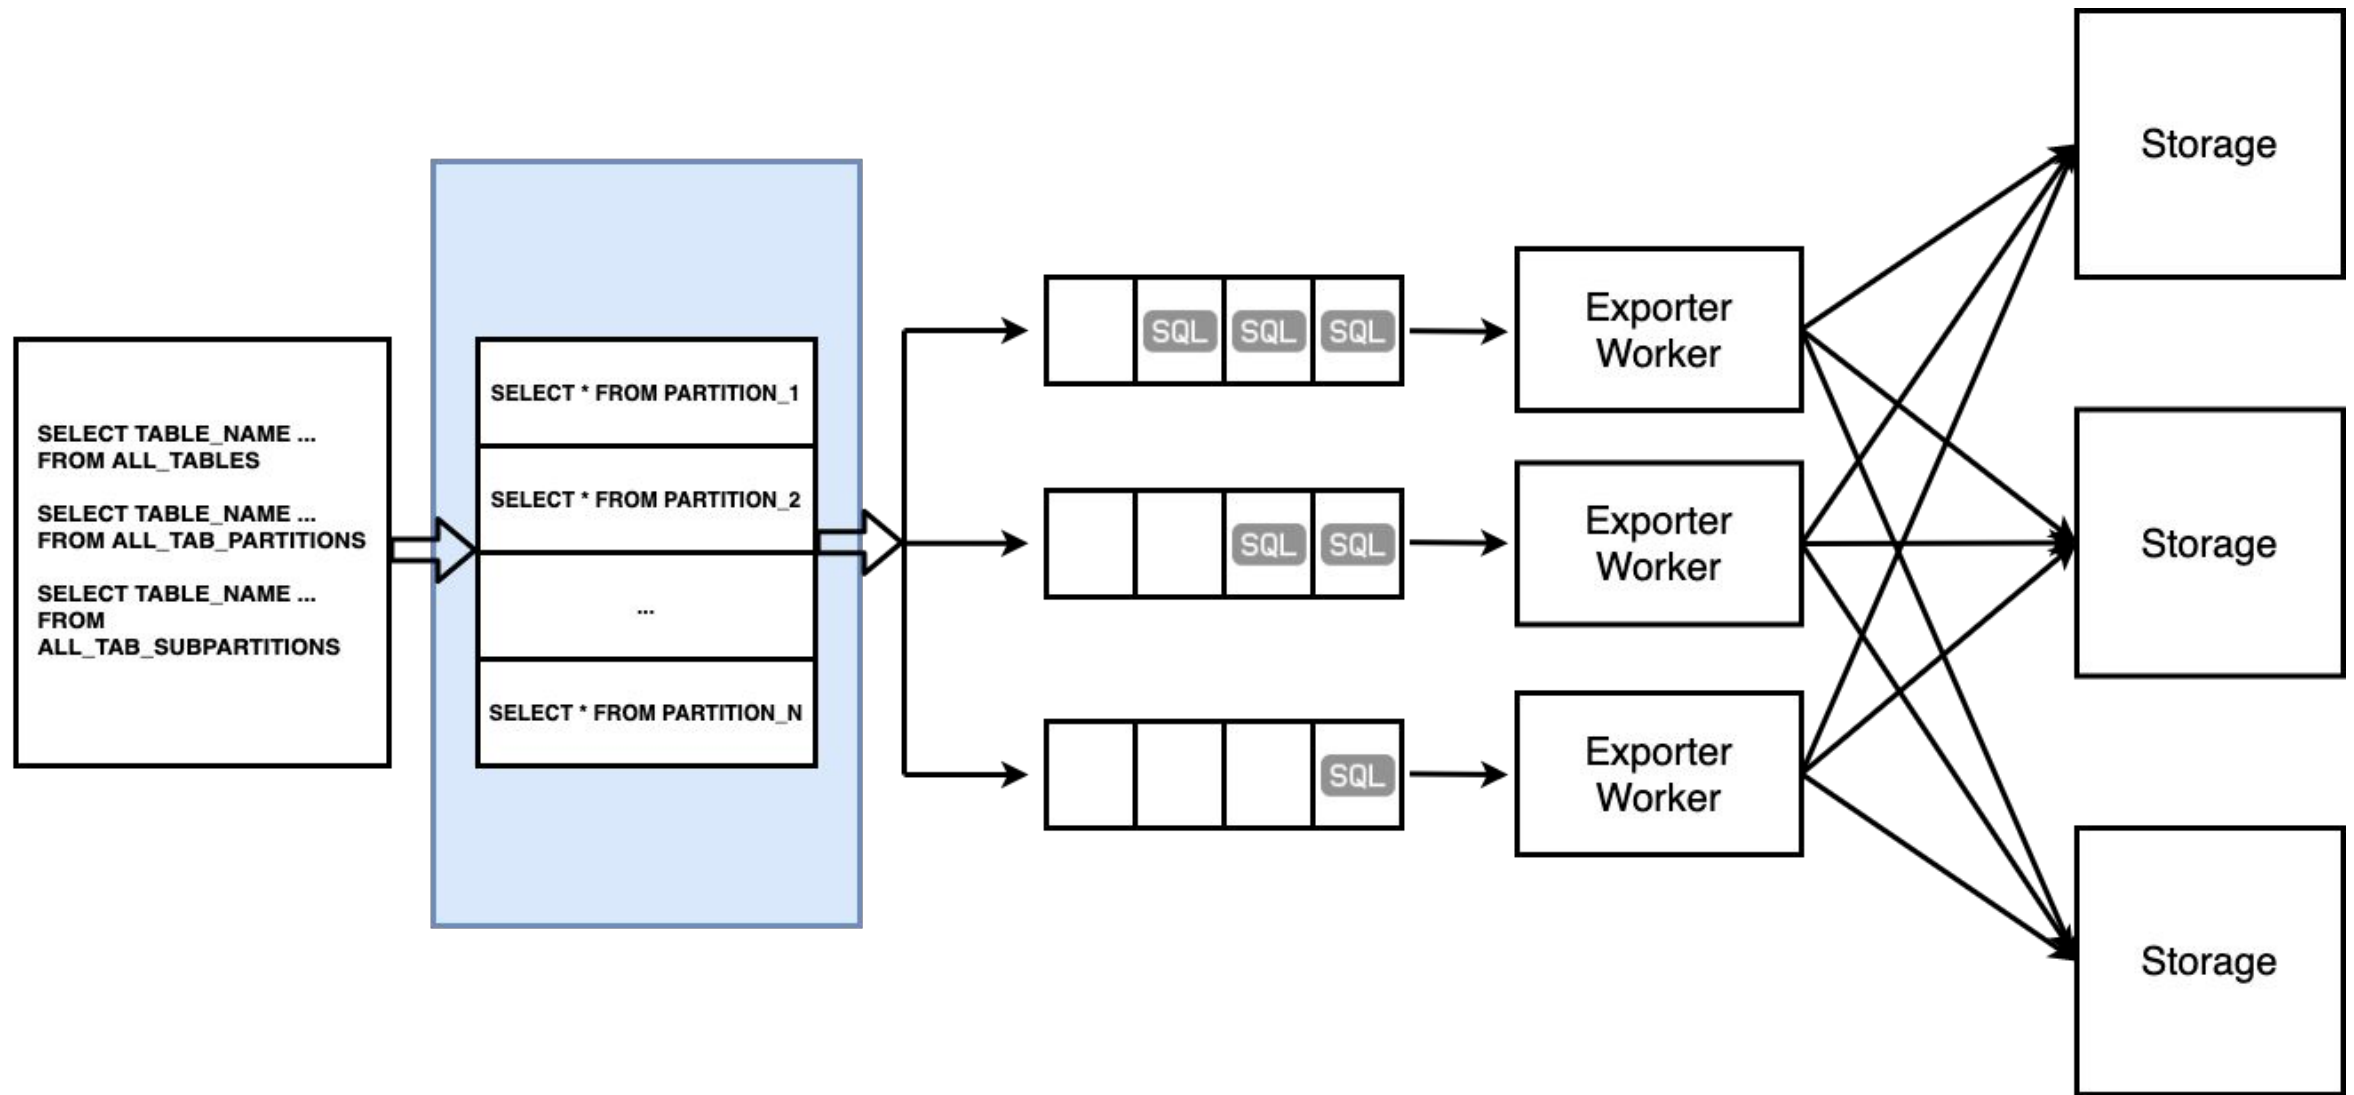 SELECT TABLE_NAME ...
FROM ALL_TABLES
SELECT TABLE_NAME ...
FROM ALL_TAB_PARTITIONS
SELECT TABLE_NAME ...
FROM
ALL_TAB_SUBPARTITIONS
SELECT * FROM PARTITION_1
SELECT * FROM PARTITION_2
...
SELECT * FROM PARTITION_N
SQL SQL SQL
SQL SQL
SQL
Exporter
Worker
Exporter
Worker
Exporter
Worker
Storage
Storage
Storage